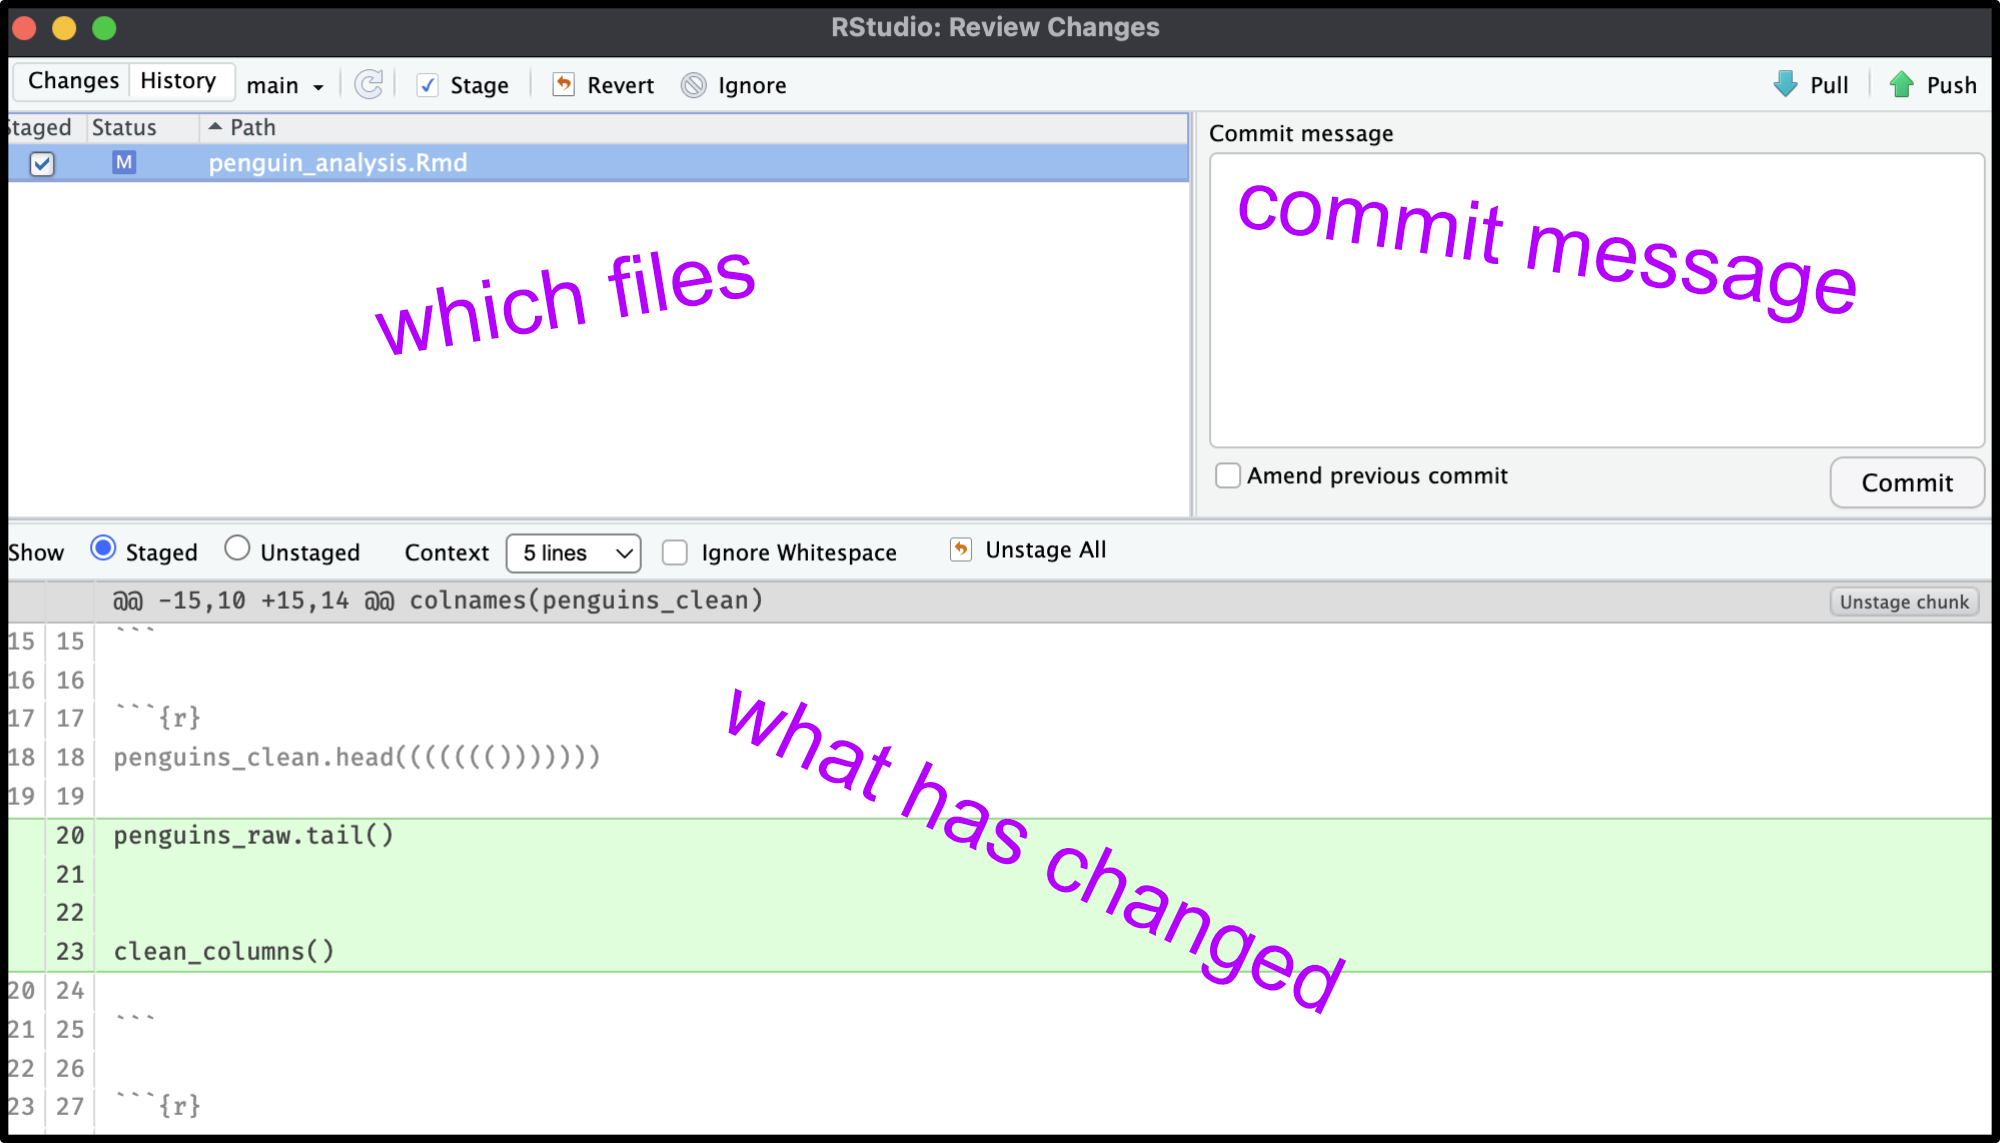 RStudio: Review Changes
Changes History main Stage Revert Ignore Pull Push
Staged Status Path
M penguin_analysis.Rmd
which files
Commit message
commit message
Amend previous commit
Commit
Show Staged Unstaged Context 5 lines Ignore Whitespace Unstage All
@@ -15,10 +15,14 @@ colnames(penguins_clean) Unstage chunk
15 15 ```
16 16
17 17 ```{r}
18 18 penguins_clean.head((((((()))))))
19 19
20 penguins_raw.tail()
21
22
23 clean_columns()
20 24
21 25 ```
22 26
23 27 ```{r}
what has changed